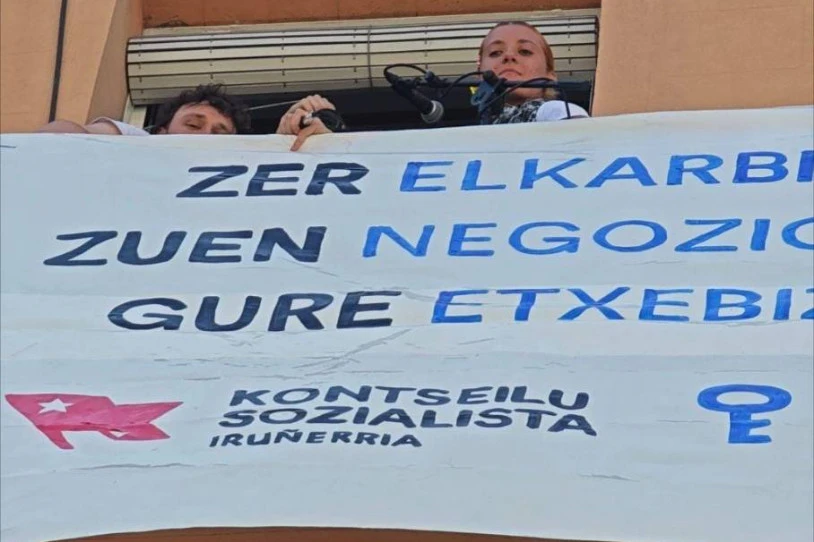 ZER ELKARBI
ZUEN NEGOZIO
GURE ETXEBIZ
KONTSEILU
SOZIALISTA
IRUÑERRIA